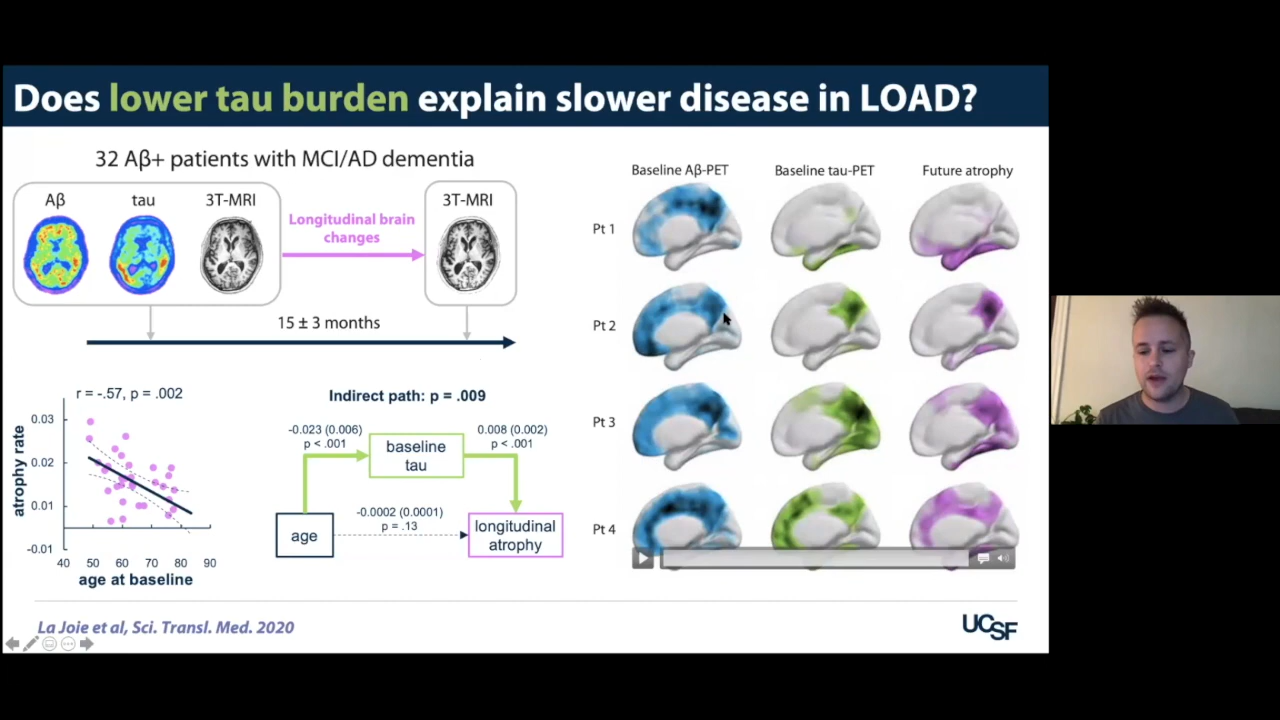 Does lower tau burden explain slower disease in LOAD?
32 Aβ+ patients with MCI/AD dementia
Aβ
tau
3T-MRI
Longitudinal brain
changes
3T-MRI
15 ± 3 months
r = -.57, p = .002
atrophy rate
0.03
0.02
0.01
-0.01
40
50
60
70
80
90
age at baseline
Indirect path: p = .009
-0.023 (0.006)
p < .001
baseline
tau
0.008 (0.002)
p < .001
-0.0002 (0.0001)
p = .13
age
longitudinal
atrophy
Baseline Aβ-PET
Baseline tau-PET
Future atrophy
Pt 1
Pt 2
Pt 3
Pt 4
La Joie et al, Sci. Transl. Med. 2020
UCSF